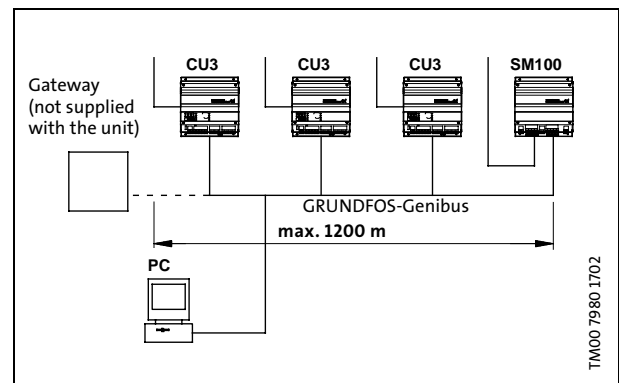 CU3 CU3 CU3 SM100
Gateway
(not supplied
with the unit)
GRUNDFOS-Genibus
max. 1200 m
PC
TM00 7980 1702